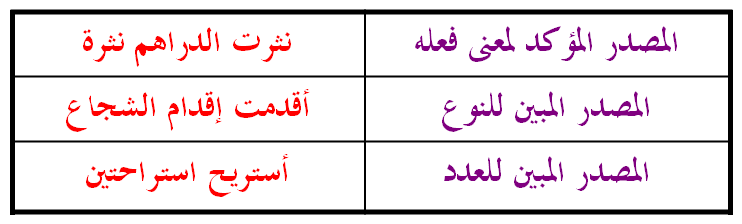 المصدر المؤكد لمعنى فعله نثرت الدراهم نثرة
المصدر المبين للنوع أقدمت إقدام الشجاع
المصدر المبين للعدد أستريح استراحتين